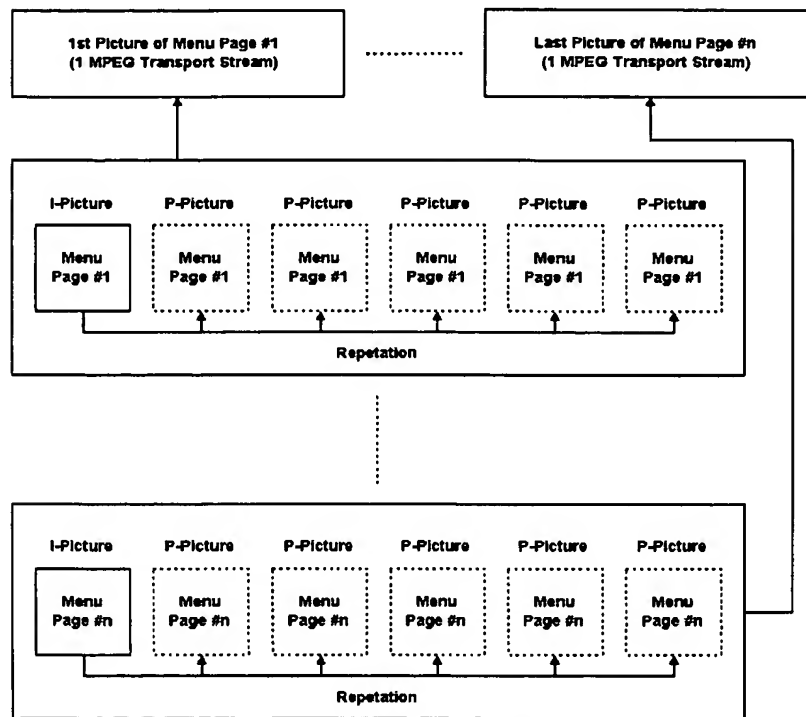 1st Picture of Menu Page #1
(1 MPEG Transport Stream)
Last Picture of Menu Page #n
(1 MPEG Transport Stream)
I-Picture P-Picture P-Picture P-Picture P-Picture P-Picture
Menu Menu Menu Menu Menu Menu
Page #1 Page #1 Page #1 Page #1 Page #1 Page #1
Repetation
I-Picture P-Picture P-Picture P-Picture P-Picture P-Picture
Menu Menu Menu Menu Menu Menu
Page #n Page #n Page #n Page #n Page #n Page #n
Repetation